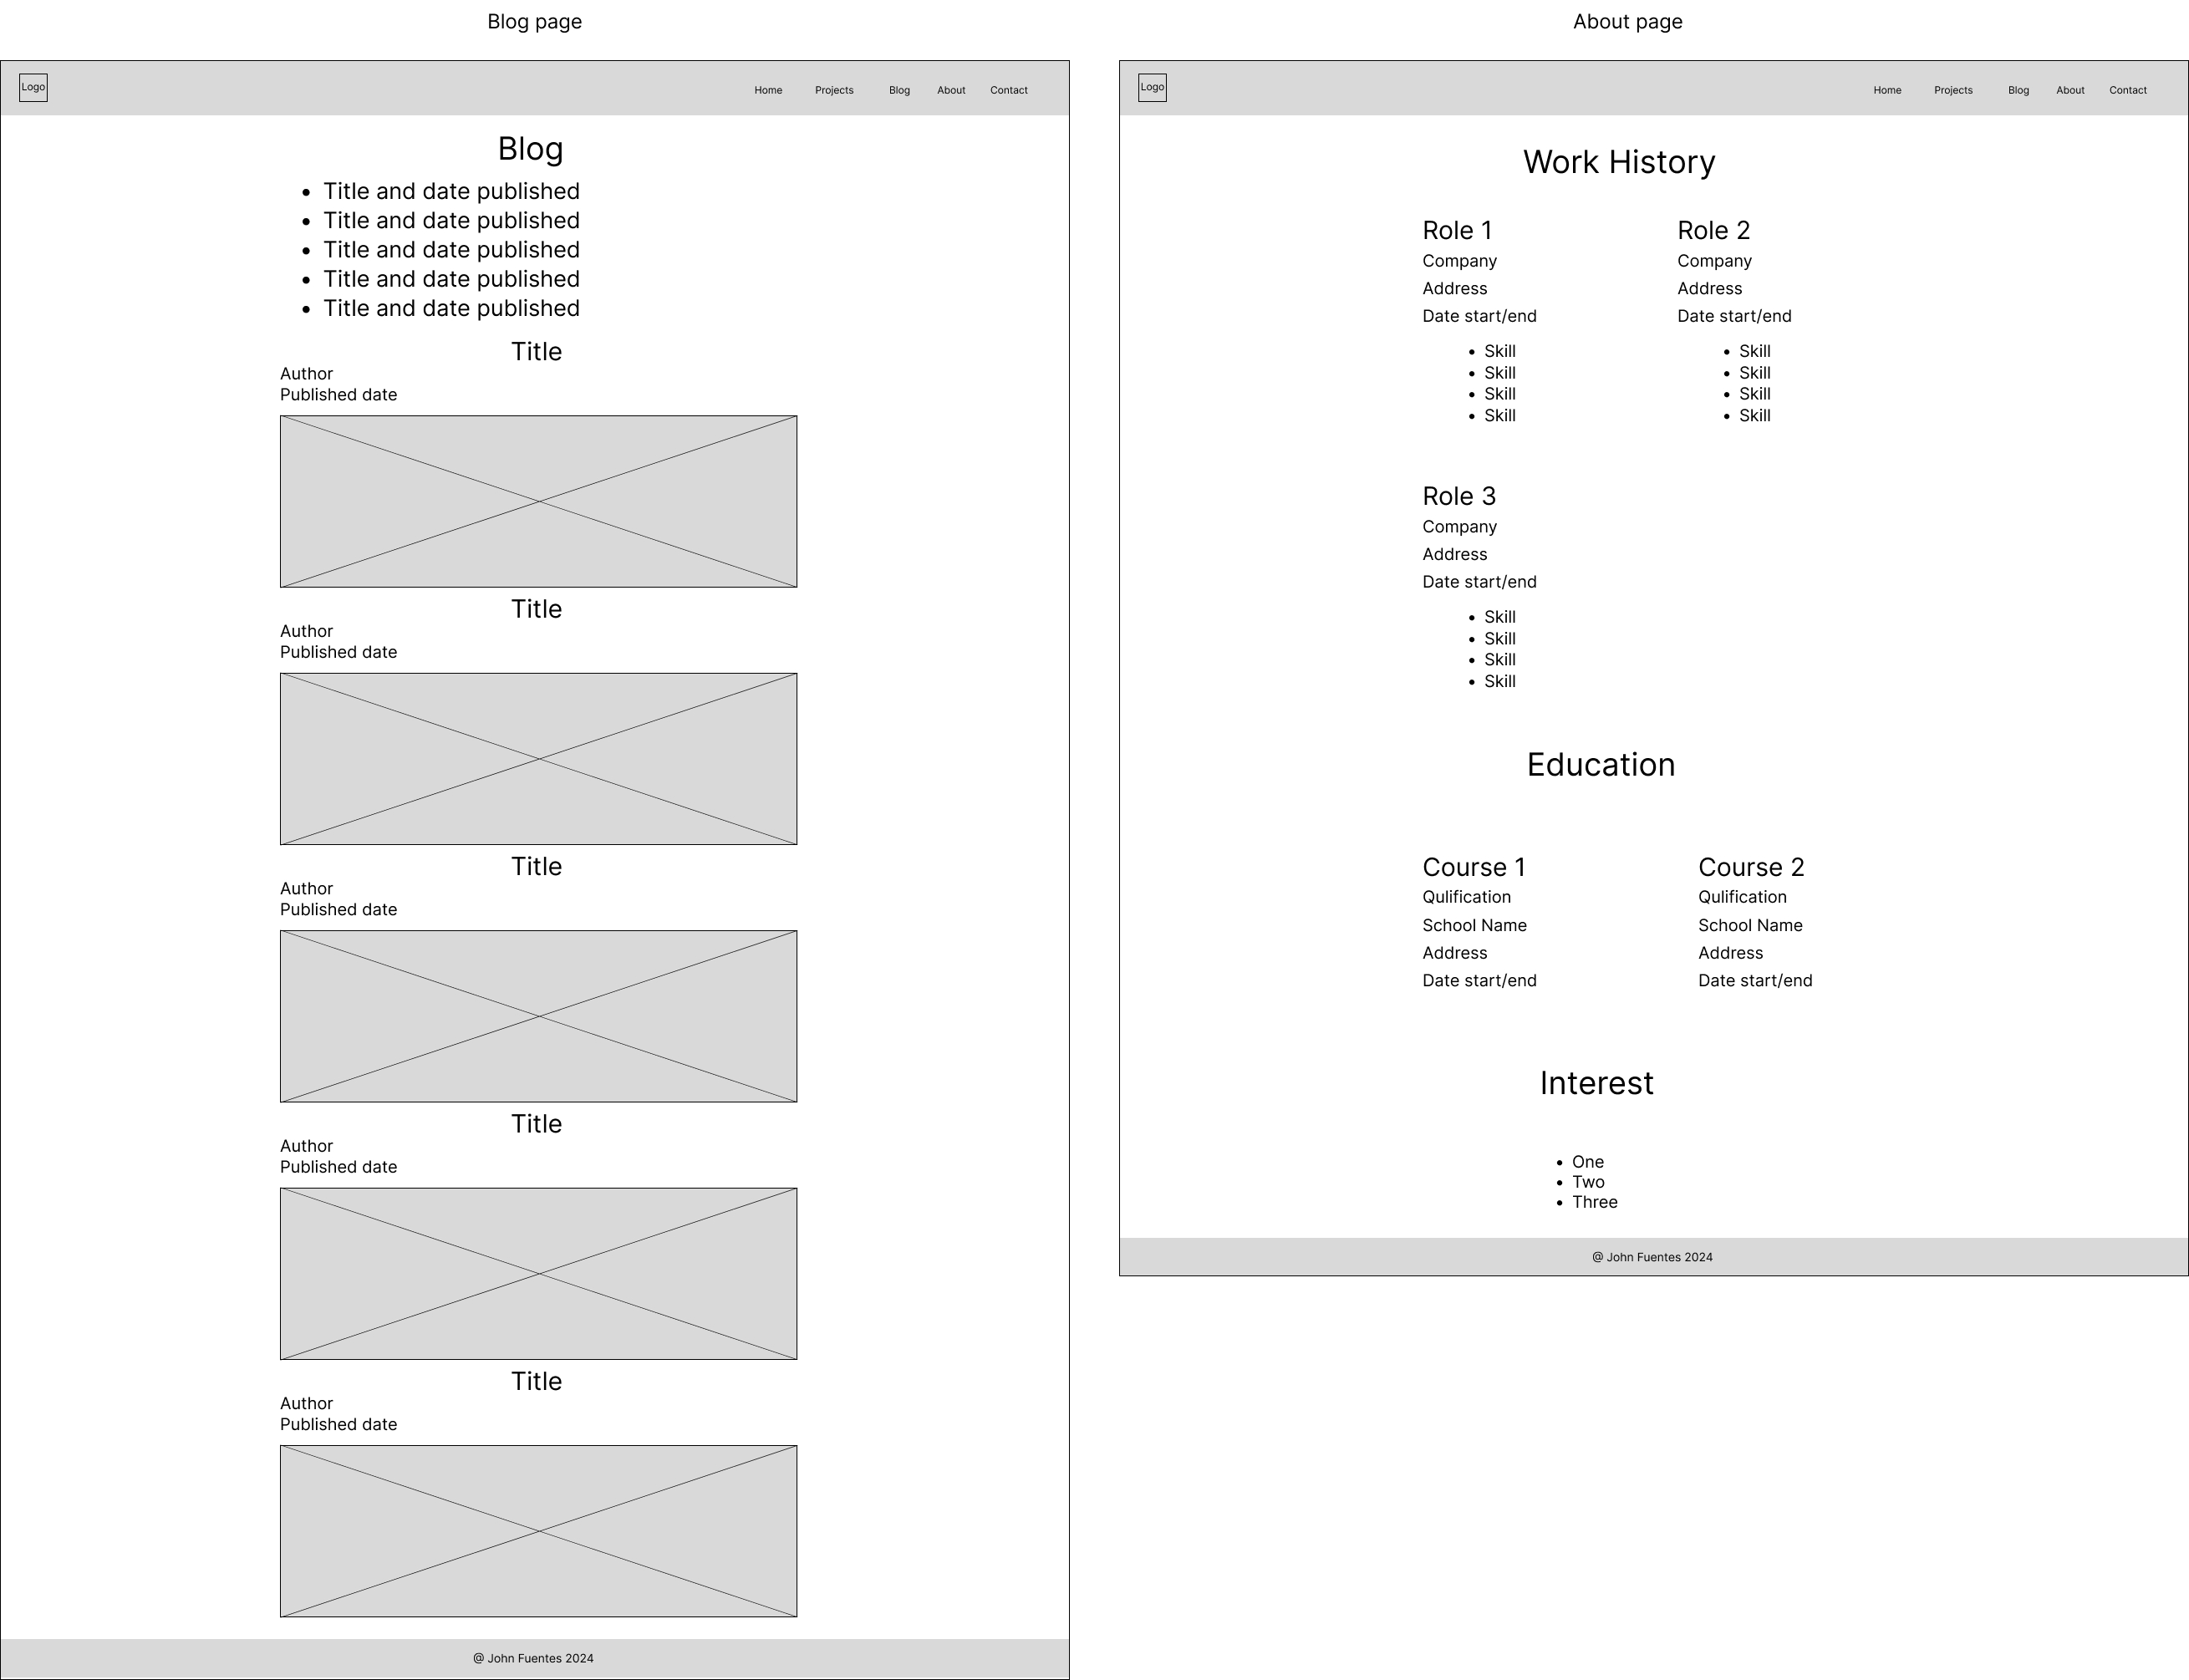 Blog page
Logo
Home Projects Blog About Contact
Blog
• Title and date published
• Title and date published
• Title and date published
• Title and date published
• Title and date published
Title
Author
Published date
Title
Author
Published date
Title
Author
Published date
Title
Author
Published date
Title
Author
Published date
@ John Fuentes 2024
About page
Logo
Home Projects Blog About Contact
Work History
Role 1
Company
Address
Date start/end
• Skill
• Skill
• Skill
• Skill
Role 2
Company
Address
Date start/end
• Skill
• Skill
• Skill
• Skill
Role 3
Company
Address
Date start/end
• Skill
• Skill
• Skill
• Skill
Education
Course 1
Qulification
School Name
Address
Date start/end
Course 2
Qulification
School Name
Address
Date start/end
Interest
• One
• Two
• Three
@ John Fuentes 2024